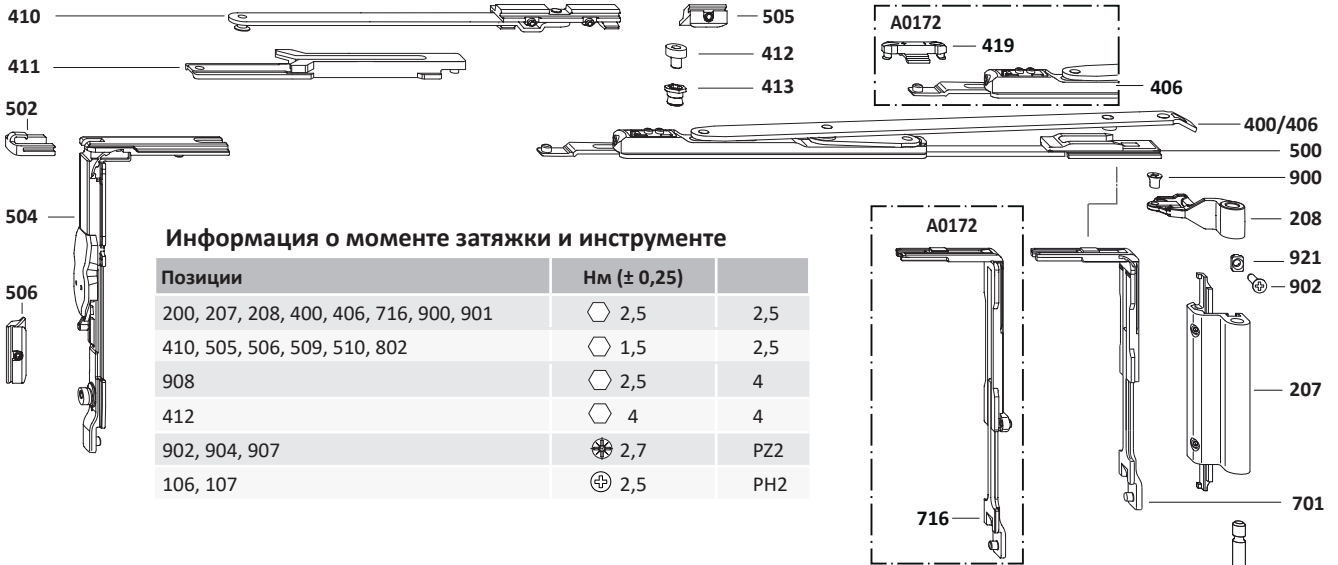 410
505
A0172
419
412
411
413
406
502
400/406
500
900
504
A0172
208
Информация о моменте затяжки и инструменте
921
Позиции Нм (± 0,25)
902
506
200, 207, 208, 400, 406, 716, 900, 901 2,5 2,5
410, 505, 506, 509, 510, 802 1,5 2,5
908 2,5 4
207
412 4 4
902, 904, 907 2,7 PZ2
106, 107 2,5 PH2
701
716